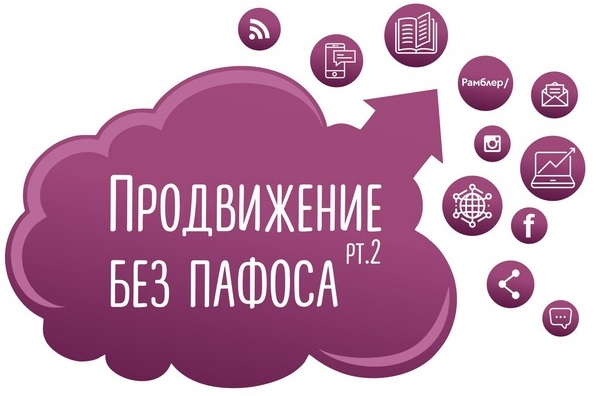 Рамблер/
Продвижение
без пафоса
рт.2